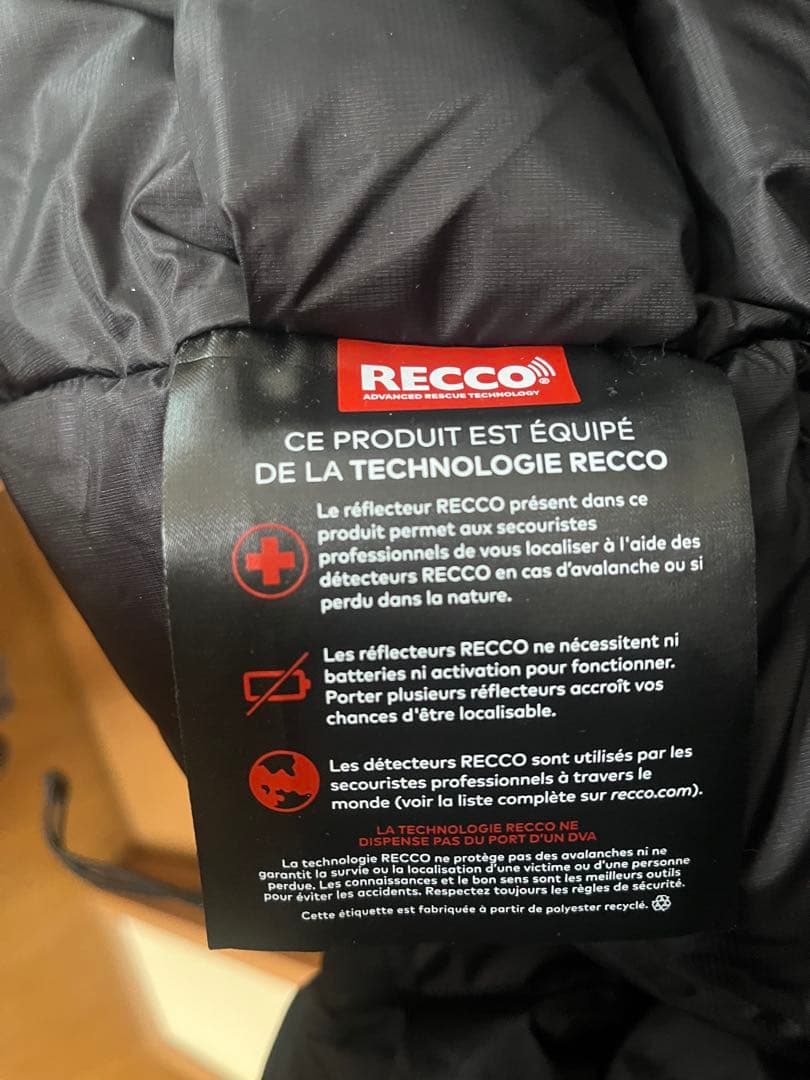 RECCO®
ADVANCED RESCUE TECHNOLOGY
CE PRODUIT EST ÉQUIPÉ
DE LA TECHNOLOGIE RECCO
Le réflecteur RECCO présent dans ce
produit permet aux secouristes
professionnels de vous localiser à l'aide des
détecteurs RECCO en cas d'avalanche ou si
perdu dans la nature.
Les réflecteurs RECCO ne nécessitent ni
batteries ni activation pour fonctionner.
Porter plusieurs réflecteurs accroît vos
chances d'être localisable.
Les détecteurs RECCO sont utilisés par les
secouristes professionnels à travers le
monde (voir la liste complète sur recco.com).
LA TECHNOLOGIE RECCO NE
DISPENSE PAS DU PORT D'UN DVA
La technologie RECCO ne protège pas des avalanches ni ne
garantit la survie ou la localisation d'une victime ou d'une personne
perdue. Les connaissances et le bon sens sont les meilleurs outils
pour éviter les accidents. Respectez toujours les règles de sécurité.
Cette étiquette est fabriquée à partir de polyester recyclé.